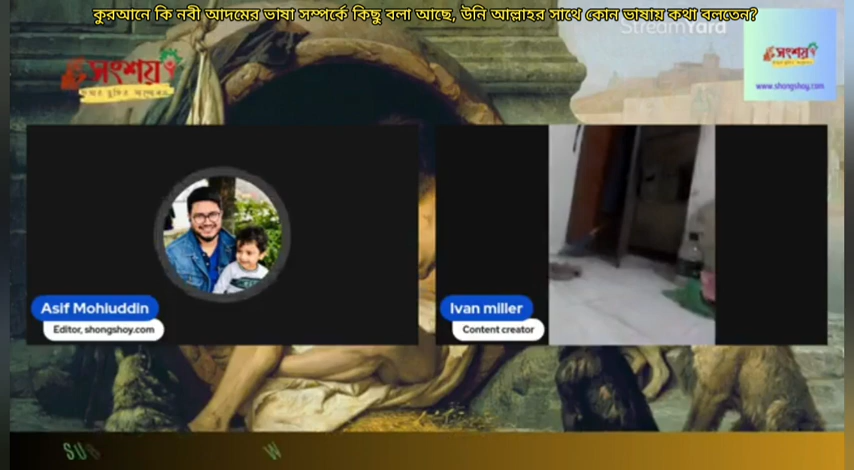 কুরআনে কি নবী আদমের ভাষা সম্পর্কে কিছু বলা আছে, উনি আল্লাহর সাথে কোন ভাষায় কথা বলতেন?
StreamYard
সংশয়
সংশয়
www.shongshoy.com
Asif Mohiuddin
Editor, shongshoy.com
Ivan miller
Content creator
SU
W